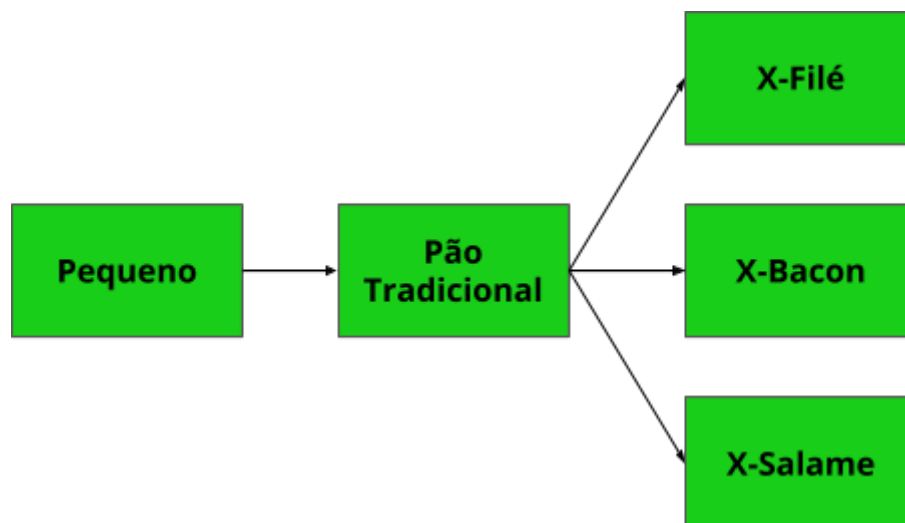 Pequeno
Pão
Tradicional
X-Filé
X-Bacon
X-Salame